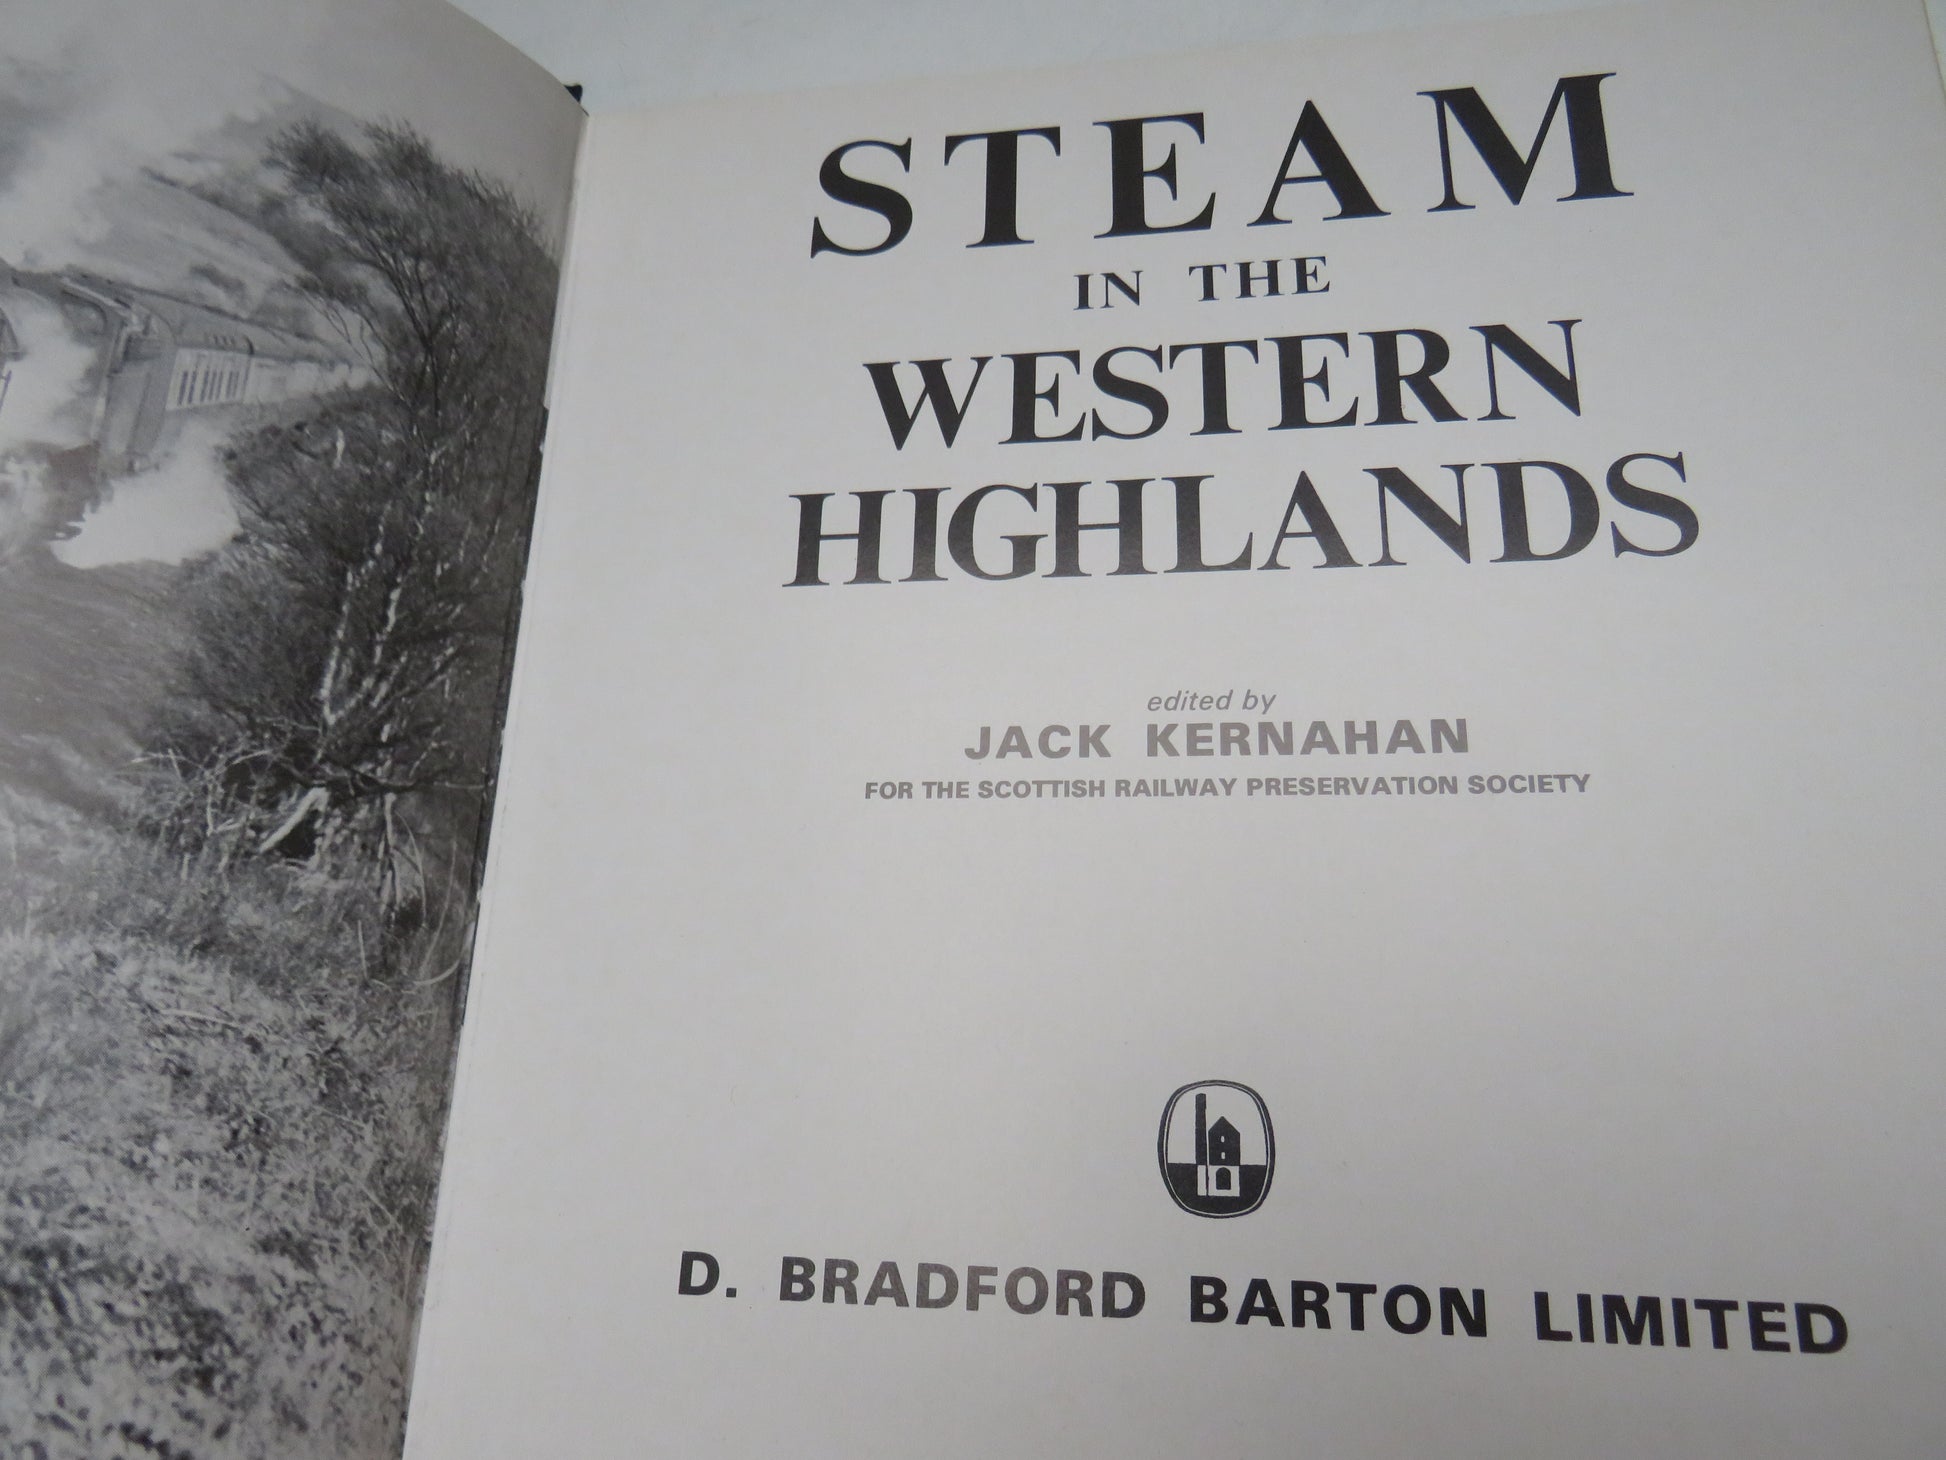 STEAM
IN THE
WESTERN
HIGHLANDS
edited by
JACK KERNAHAN
FOR THE SCOTTISH RAILWAY PRESERVATION SOCIETY
D. BRADFORD BARTON LIMITED